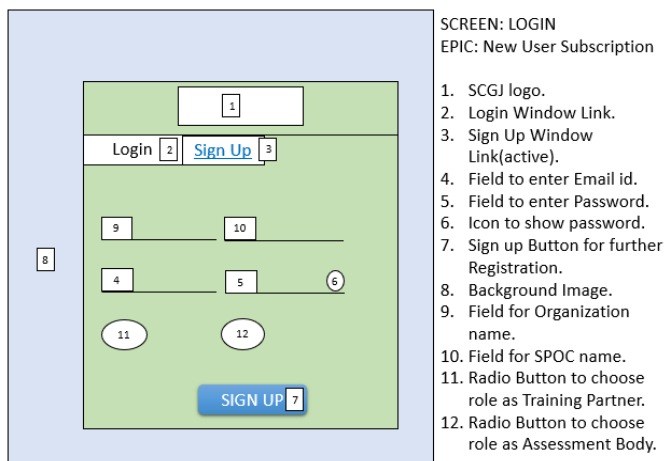 SCREEN: LOGIN
EPIC: New User Subscription
1
Login 2 Sign Up 3
9 10
8
4 5 6
11 12
SIGN UP 7
1. SCGJ logo.
2. Login Window Link.
3. Sign Up Window
Link(active).
4. Field to enter Email id.
5. Field to enter Password.
6. Icon to show password.
7. Sign up Button for further
Registration.
8. Background Image.
9. Field for Organization
name.
10. Field for SPOC name.
11. Radio Button to choose
role as Training Partner.
12. Radio Button to choose
role as Assessment Body.